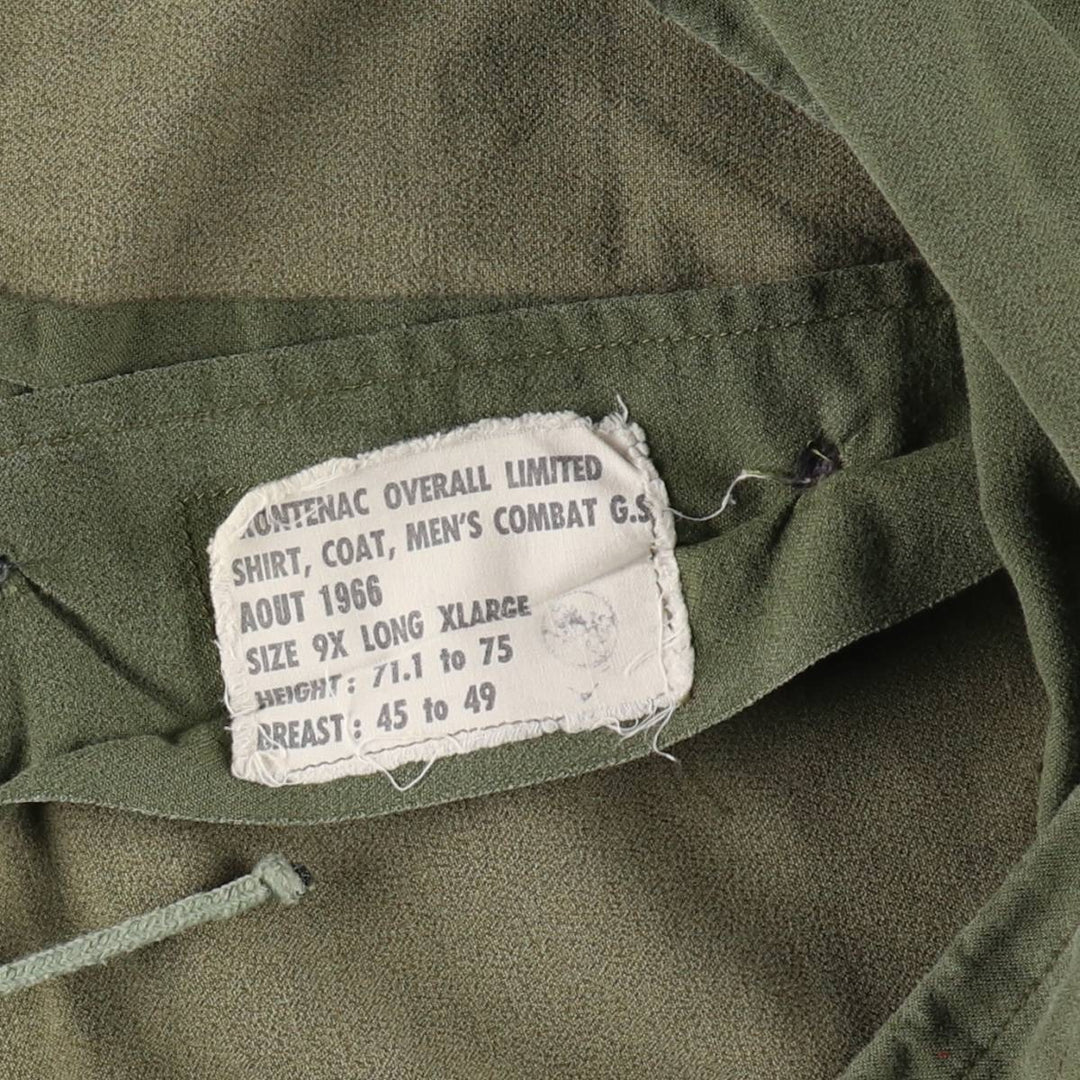 FRONTENAC OVERALL LIMITED
SHIRT, COAT, MEN'S COMBAT G.S.
AOUT 1966
SIZE 9X LONG XLARGE
HEIGHT: 71.1 to 75
BREAST: 45 to 49